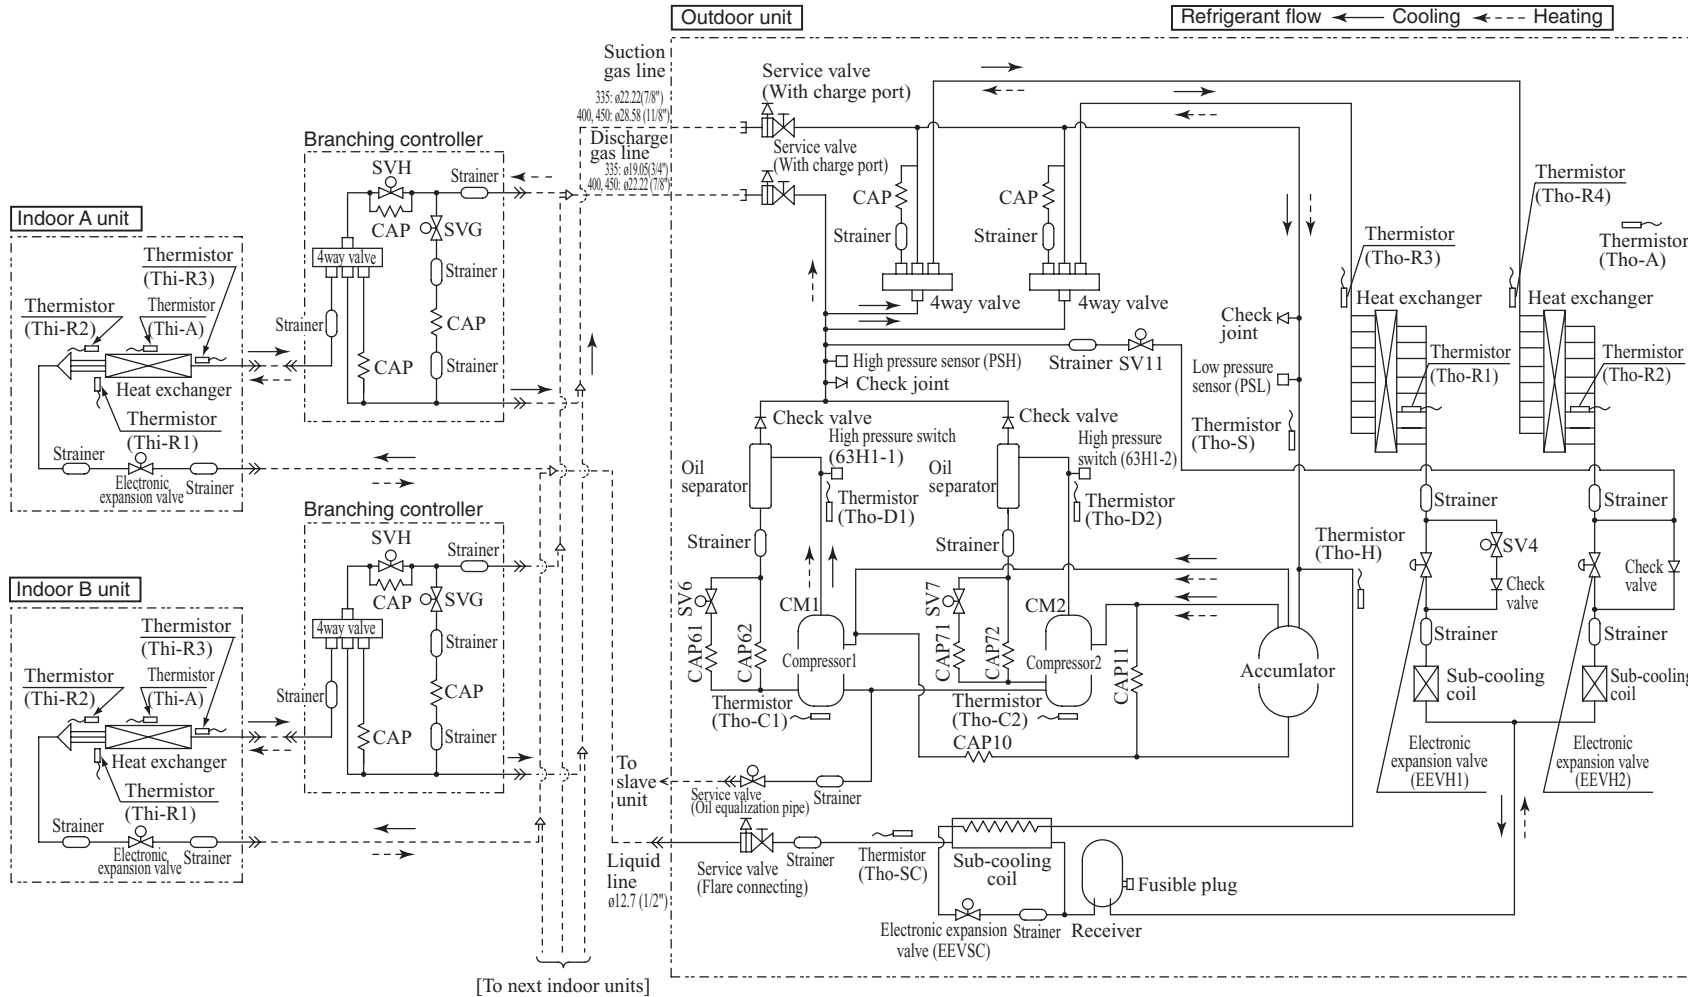 Outdoor unit
Refrigerant flow
Cooling
Heating
Suction
gas line
335: ø22.22(7/8")
400, 450: ø28.58 (11/8")
Discharge
gas line
335: ø19.05(3/4")
400, 450: ø22.22 (7/8")
Service valve
(With charge port)
Service valve
(With charge port)
Branching controller
SVH
Strainer
CAP
SVG
4way valve
Strainer
Strainer
CAP
CAP
Strainer
Indoor A unit
Thermistor
(Thi-R3)
Thermistor
(Thi-R2)
Thermistor
(Thi-A)
Heat exchanger
Thermistor
(Thi-R1)
Strainer
Electronic
expansion valve
Strainer
Branching controller
SVH
Strainer
CAP
SVG
4way valve
Strainer
Strainer
CAP
CAP
Strainer
Indoor B unit
Thermistor
(Thi-R3)
Thermistor
(Thi-R2)
Thermistor
(Thi-A)
Heat exchanger
Thermistor
(Thi-R1)
Strainer
Electronic
expansion valve
Strainer
[To next indoor units]
CAP
Strainer
4way valve
CAP
Strainer
4way valve
Strainer
SV11
High pressure sensor (PSH)
Check joint
Check valve
High pressure switch
(63H1-1)
Oil
separator
Thermistor
(Tho-D1)
Strainer
SV6
CAP61
CAP62
CM1
Compressor1
Thermistor
(Tho-C1)
Check valve
High pressure
switch (63H1-2)
Oil
separator
Thermistor
(Tho-D2)
Strainer
SV7
CAP71
CAP72
CM2
Compressor2
Thermistor
(Tho-C2)
CAP11
CAP10
Accumlator
Check
joint
Low pressure
sensor (PSL)
Thermistor
(Tho-S)
Thermistor
(Tho-H)
Thermistor
(Tho-R4)
Thermistor
(Tho-R3)
Thermistor
(Tho-A)
Heat exchanger
Heat exchanger
Thermistor
(Tho-R1)
Thermistor
(Tho-R2)
Strainer
Strainer
SV4
Check
valve
Check
valve
Strainer
Strainer
Sub-cooling
coil
Sub-cooling
coil
Electronic
expansion valve
(EEVH1)
Electronic
expansion valve
(EEVH2)
To
slave
unit
Service valve
(Oil equalization pipe)
Strainer
Liquid
line
ø12.7 (1/2")
Service valve
(Flare connecting)
Strainer
Thermistor
(Tho-SC)
Sub-cooling
coil
Fusible plug
Electronic expansion
valve (EEVSC)
Strainer
Receiver